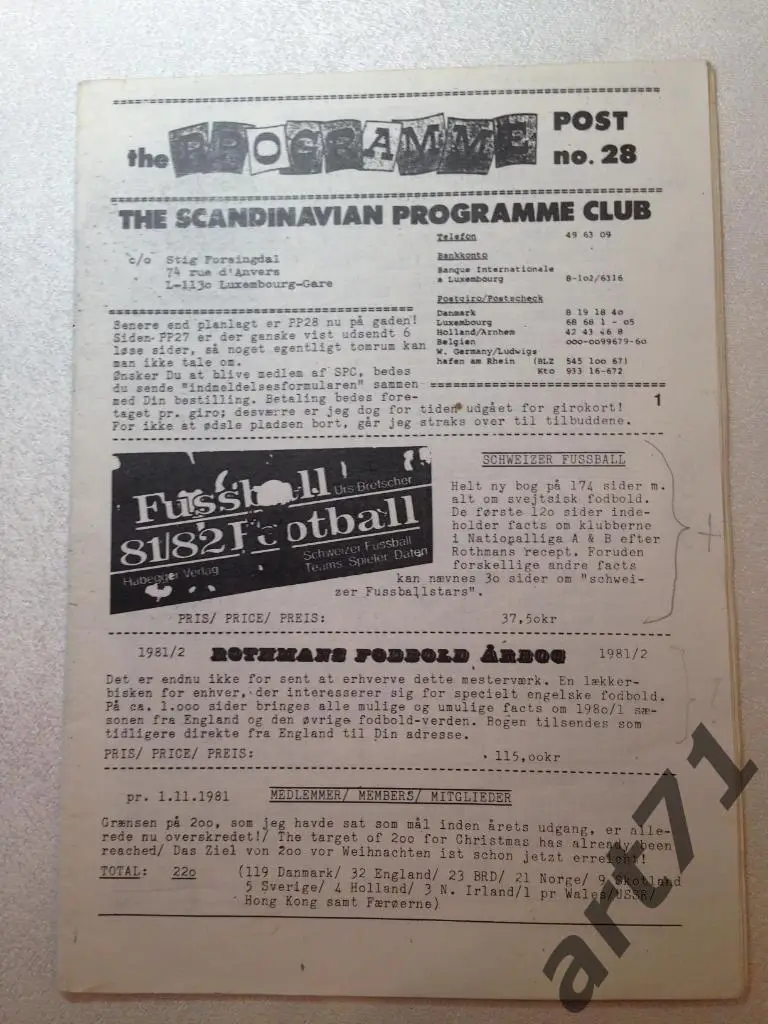 the PROGRAMME POST
no. 28
THE SCANDINAVIAN PROGRAMME CLUB
c/o Stig Forsingdal
74 rue d'Anvers
L-113o Luxembourg-Gare
Telefon 49 63 09
Bankkonto
Banque Internationale
a Luxembourg 8-102/6316
Postgiro/Postscheck
Danmark 8 19 18 40
Luxembourg 68 68 1 - 05
Holland/Arnhem 42 43 46 8
Belgien 000-0099679-60
W. Germany/Ludwigs
hafen am Rhein (BLZ 545 100 67)
Kto 933 16-672
Senere end planlagt er PP28 nu på gaden!
Siden PP27 er der ganske vist udsendt 6
løse sider, så noget egentligt tomrum kan
man ikke tale om.
Ønsker Du at blive medlem af SPC, bedes
du sende "indmeldelsesformularen" sammen
med Din bestilling. Betaling bedes fore-
taget pr. giro; desværre er jeg dog for tiden udgået for girokort!
For ikke at ødsle pladsen bort, går jeg straks over til tilbuddene.
1
Fussball
Urs Bretscher
81/82 Football
Schweizer Fussball
Teams Spieler Daten
Habegger Verlag
SCHWEIZER FUSSBALL
Helt ny bog på 174 sider m.
alt om svejtsisk fodbold.
De første 12o sider inde-
holder facts om klubberne
i Nationalliga A & B efter
Rothmans recept. Foruden
forskellige andre facts
kan nævnes 3o sider om "schwei-
zer Fussballstars".
PRIS/ PRICE/ PREIS: 37,5okr
1981/2 ROTHMANS FODBOLD ÅRBOG 1981/2
Det er endnu ikke for sent at erhverve dette mesterværk. En lækker-
bisken for enhver, der interesserer sig for specielt engelske fodbold.
På ca. 1.ooo sider bringes alle mulige og umulige facts om 198o/1 sæ-
sonen fra England og den øvrige fodbold-verden. Bogen tilsendes som
tidligere direkte fra England til Din adresse.
PRIS/ PRICE/ PREIS: 115,ookr
pr. 1.11.1981 MEDLEMMER/ MEMBERS/ MITGLIEDER
Grænsen på 2oo, som jeg havde sat som mål inden årets udgang, er alle-
rede nu overskredet!/ The target of 2oo for Christmas has already been
reached/ Das Ziel von 2oo vor Weihnachten ist schon jetzt erreicht!
TOTAL: 22o (119 Danmark/ 32 England/ 23 BRD/ 21 Norge/ 9 Skotland
5 Sverige/ 4 Holland/ 3 N. Irland/1 pr Wales/USSR/
Hong Kong samt Færøerne)
art71